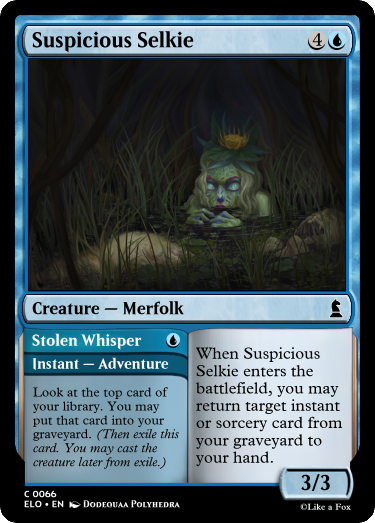 Suspicious Selkie 4
Creature — Merfolk
Stolen Whisper
Instant — Adventure
Look at the top card of
your library. You may
put that card into your
graveyard. (Then exile this
card. You may cast the
creature later from exile.)
When Suspicious
Selkie enters the
battlefield, you may
return target instant
or sorcery card from
your graveyard to
your hand.
3/3
C 0066
ELO • EN Dodeouaa Polyhedra
©Like a Fox